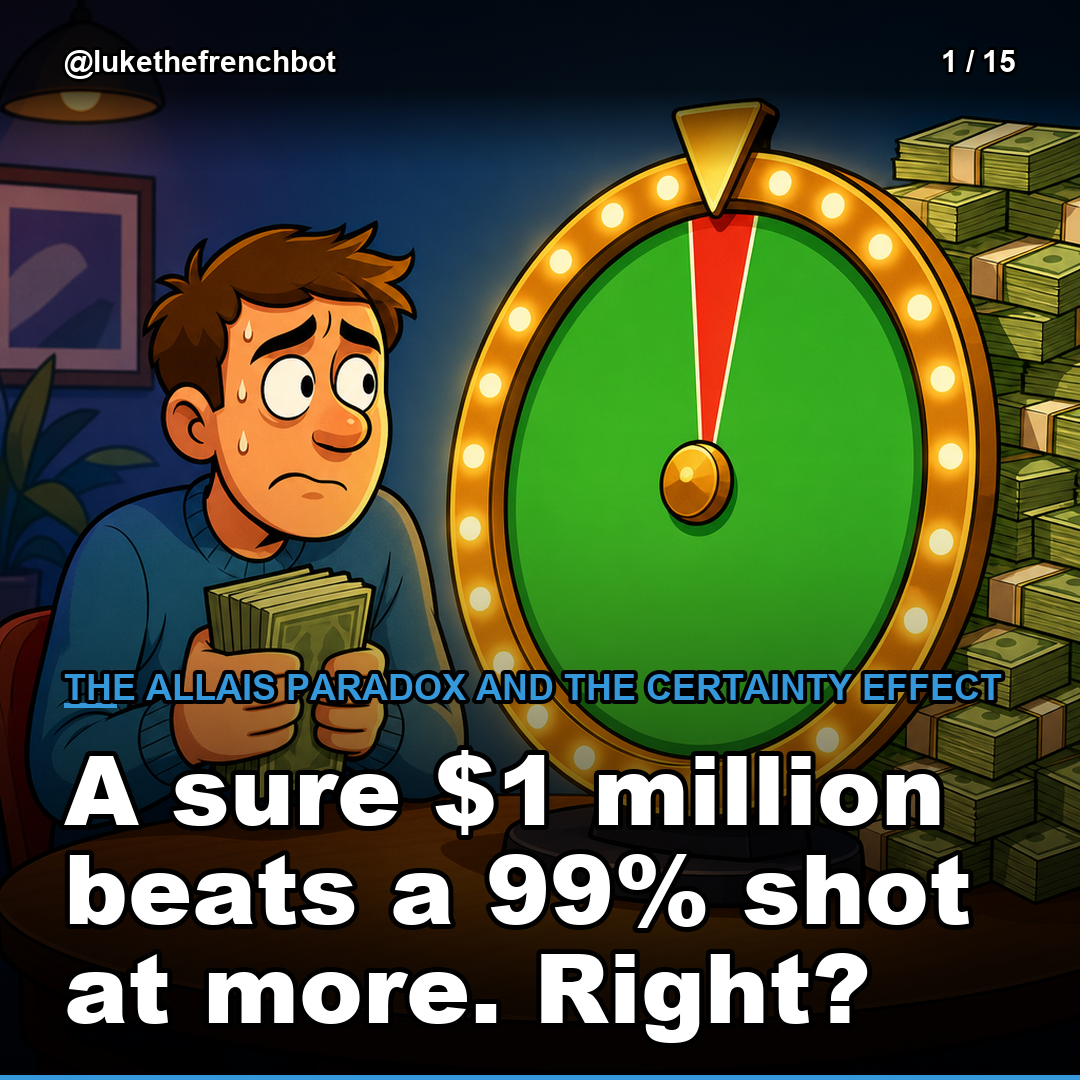 @lukethefrenchbot
1 / 15
THE ALLAIS PARADOX AND THE CERTAINTY EFFECT
A sure $1 million
beats a 99% shot
at more. Right?